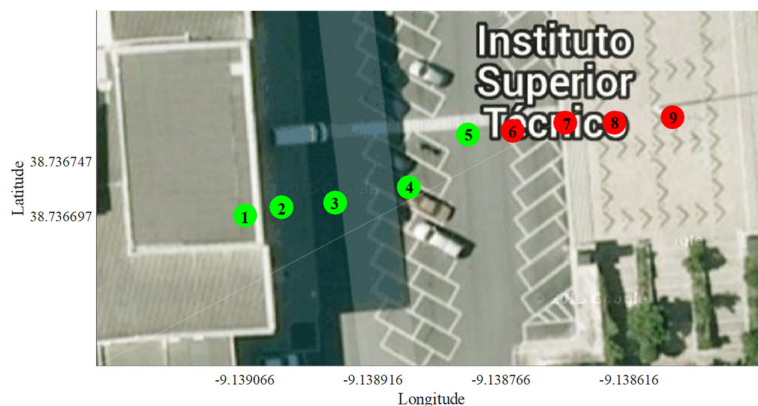 Instituto
Superior
Técnico
1 2 3 4 5 6 7 8 9
38.736747
38.736697
Latitude
-9.139066 -9.138916 -9.138766 -9.138616
Longitude